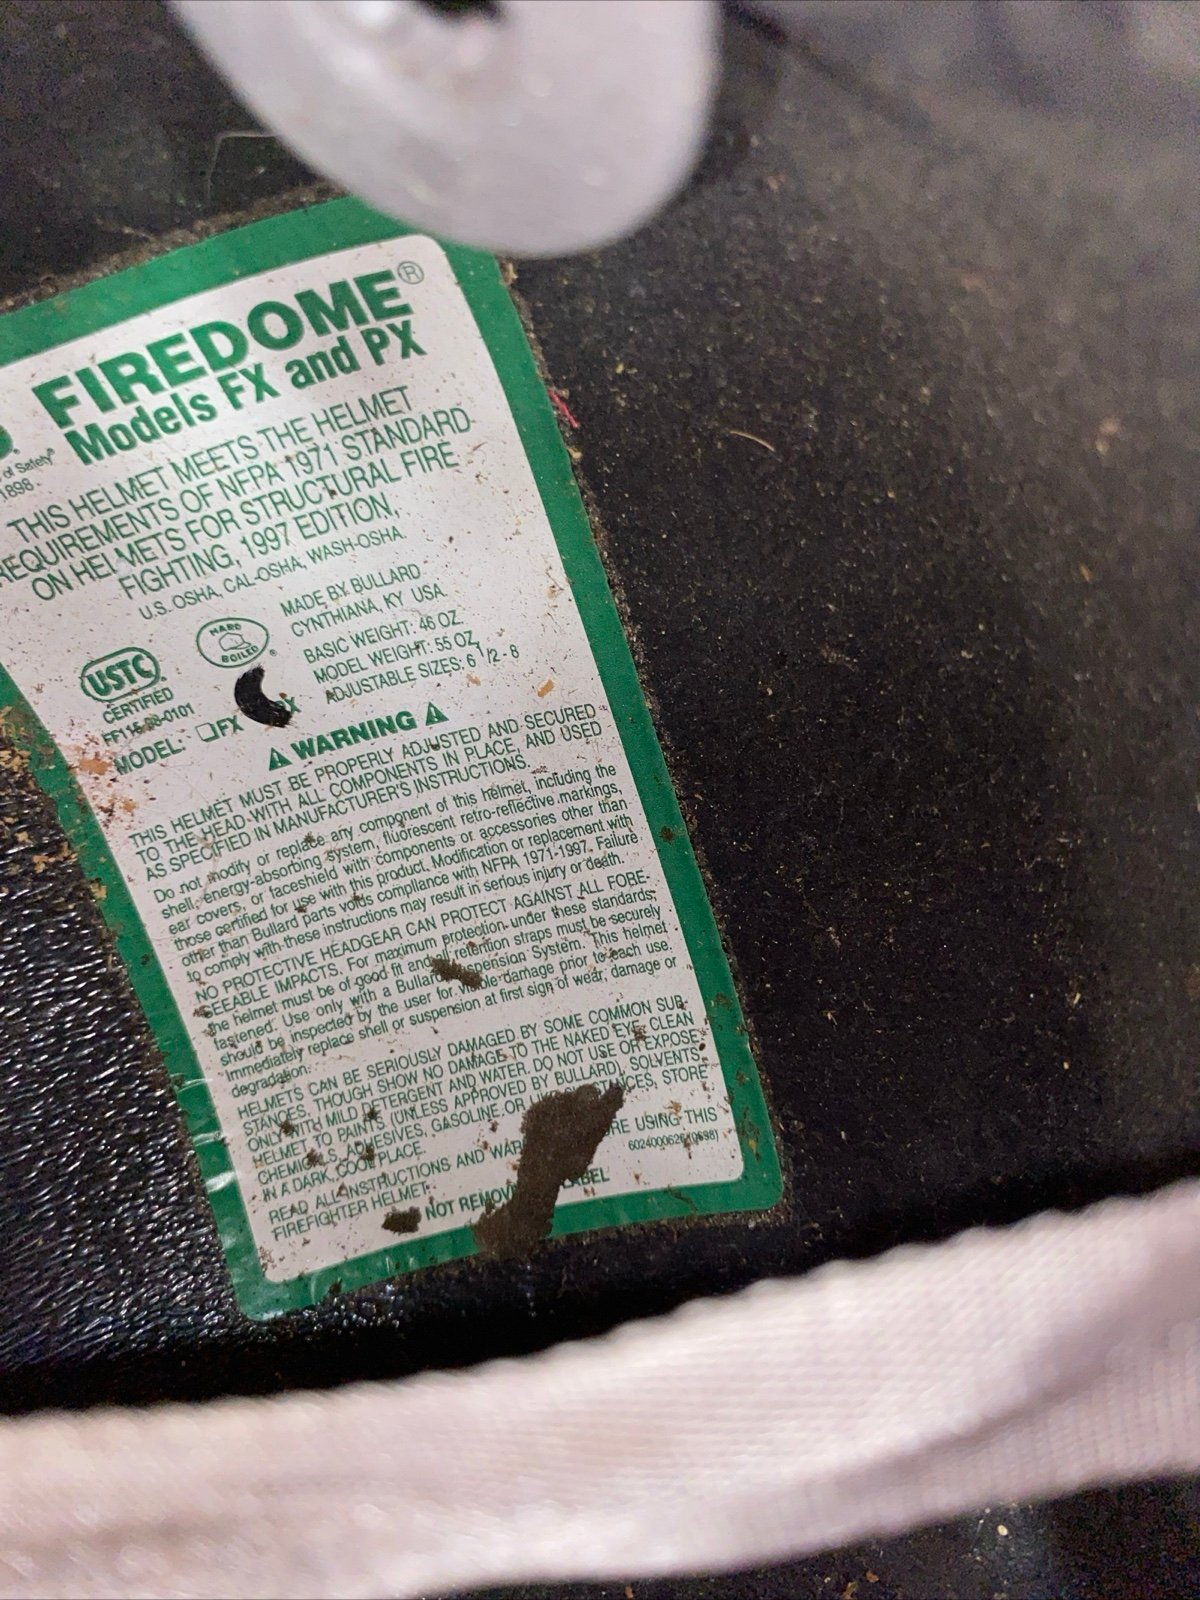 FIREDOME®
Models FX and PX
of Safety®
1898
THIS HELMET MEETS THE HELMET
REQUIREMENTS OF NFPA 1971 STANDARD
ON HELMETS FOR STRUCTURAL FIRE
FIGHTING, 1997 EDITION,
U.S. OSHA, CAL-OSHA, WASH-OSHA.
USTC
CERTIFIED
HARD
BOILED®
MADE BY BULLARD
CYNTHIANA, KY USA.
BASIC WEIGHT: 46 OZ.
MODEL WEIGHT: 55 OZ.
ADJUSTABLE SIZES: 6 1/2 - 8
MODEL: ☐FX X
⚠ WARNING ⚠
THIS HELMET MUST BE PROPERLY ADJUSTED AND SECURED
TO THE HEAD WITH ALL COMPONENTS IN PLACE, AND USED
AS SPECIFIED IN MANUFACTURER'S INSTRUCTIONS.
Do not modify or replace any component of this helmet, including the
shell, energy-absorbing system, fluorescent retro-reflective markings,
ear covers, or faceshield with components or accessories other than
those certified for use with this product. Modification or replacement with
other than Bullard parts voids compliance with NFPA 1971-1997. Failure
to comply with these instructions may result in serious injury or death.
NO PROTECTIVE HEADGEAR CAN PROTECT AGAINST ALL FORE-
SEEABLE IMPACTS. For maximum protection under these standards,
the helmet must be of good fit and all retention straps must be securely
fastened. Use only with a Bullard Suspension System. This helmet
should be inspected by the user for visible damage prior to each use.
Immediately replace shell or suspension at first sign of wear, damage or
degradation.
HELMETS CAN BE SERIOUSLY DAMAGED BY SOME COMMON SUB-
STANCES, THOUGH SHOW NO DAMAGE TO THE NAKED EYE. CLEAN
ONLY WITH MILD DETERGENT AND WATER. DO NOT USE OR EXPOSE
HELMET TO PAINTS (UNLESS APPROVED BY BULLARD), SOLVENTS,
CHEMICALS, ADHESIVES, GASOLINE OR STORE
IN A DARK, COOL PLACE.
READ ALL INSTRUCTIONS AND USING THIS
FIREFIGHTER HELMET.
NOT REMOVE LABEL